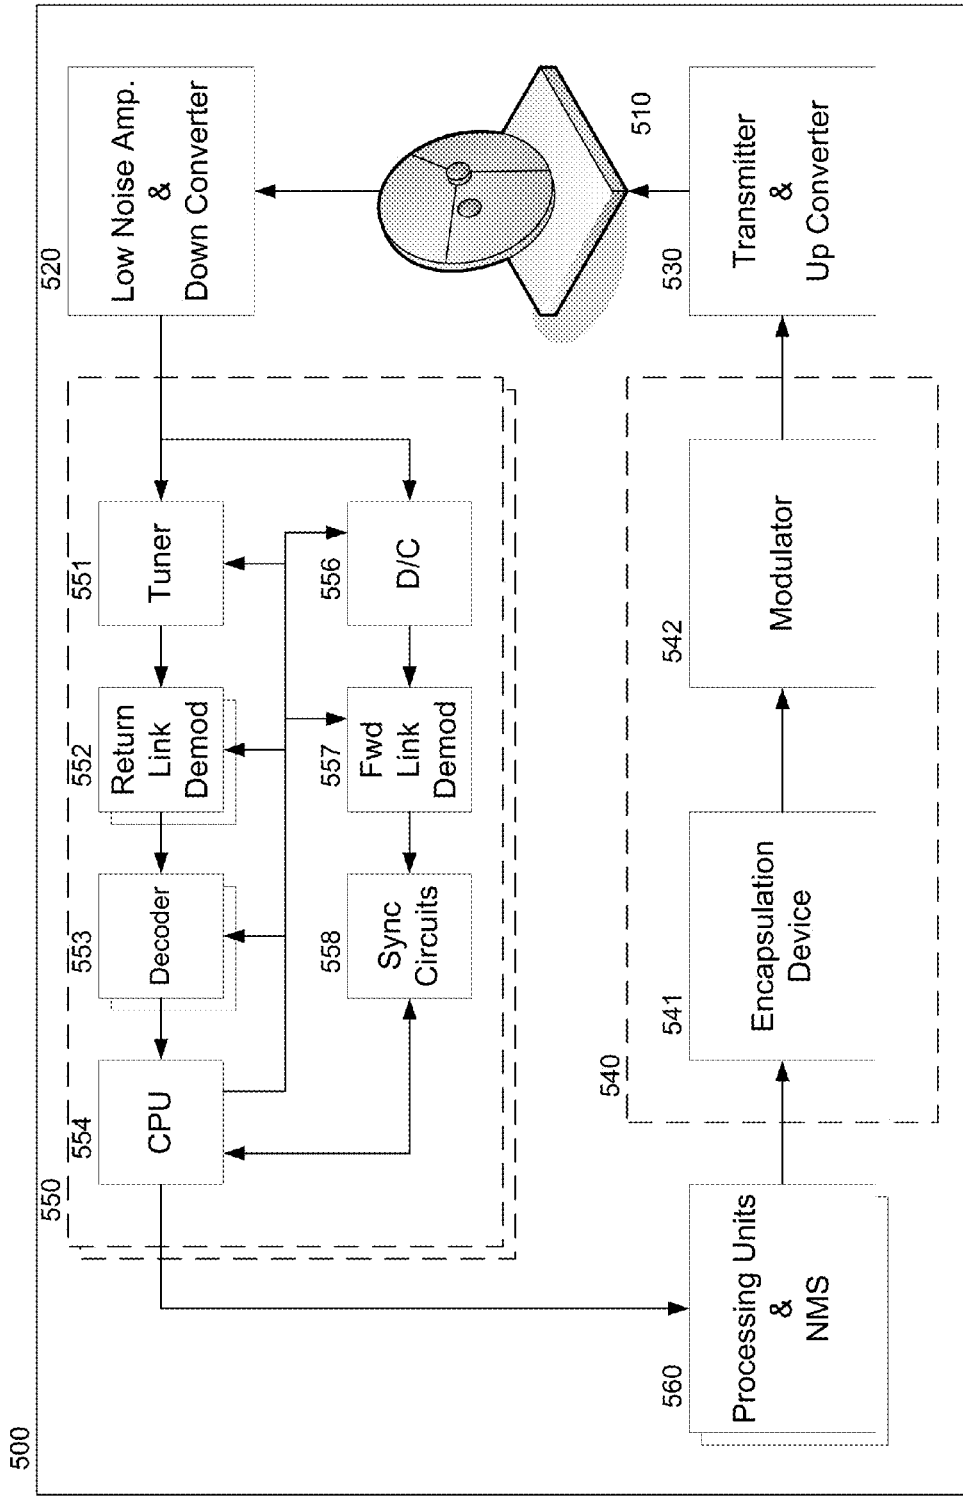 500
520
Low Noise Amp.
&
Down Converter
510
530
Transmitter
&
Up Converter
550
551
Tuner
552
Return
Link
Demod
553
Decoder
554
CPU
556
D/C
557
Fwd
Link
Demod
558
Sync
Circuits
540
541
Encapsulation
Device
542
Modulator
560
Processing Units
&
NMS